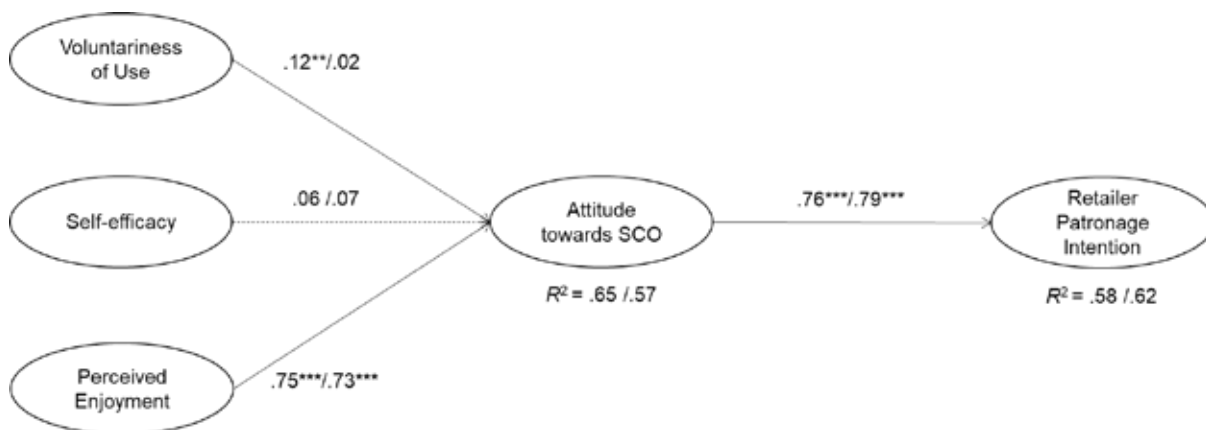 Voluntariness
of Use
.12**/.02
Self-efficacy
.06 /.07
Perceived
Enjoyment
.75***/.73***
Attitude
towards SCO
R² = .65 /.57
.76***/.79***
Retailer
Patronage
Intention
R² = .58 /.62